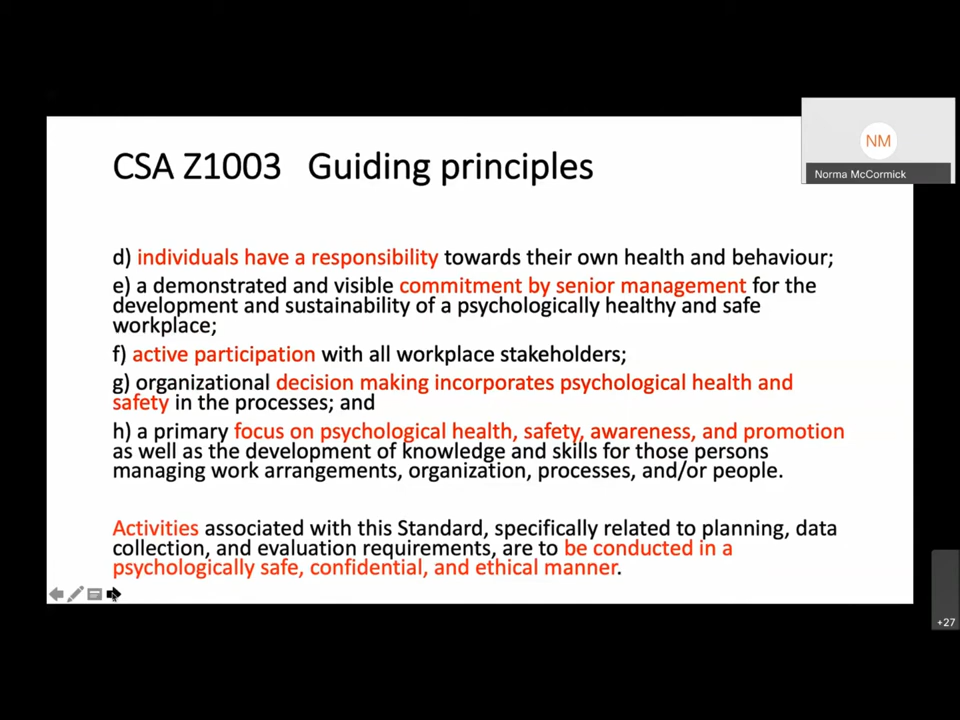 CSA Z1003 Guiding principles
NM
Norma McCormick
d) individuals have a responsibility towards their own health and behaviour;
e) a demonstrated and visible commitment by senior management for the
development and sustainability of a psychologically healthy and safe
workplace;
f) active participation with all workplace stakeholders;
g) organizational decision making incorporates psychological health and
safety in the processes; and
h) a primary focus on psychological health, safety, awareness, and promotion
as well as the development of knowledge and skills for those persons
managing work arrangements, organization, processes, and/or people.
Activities associated with this Standard, specifically related to planning, data
collection, and evaluation requirements, are to be conducted in a
psychologically safe, confidential, and ethical manner.
+27